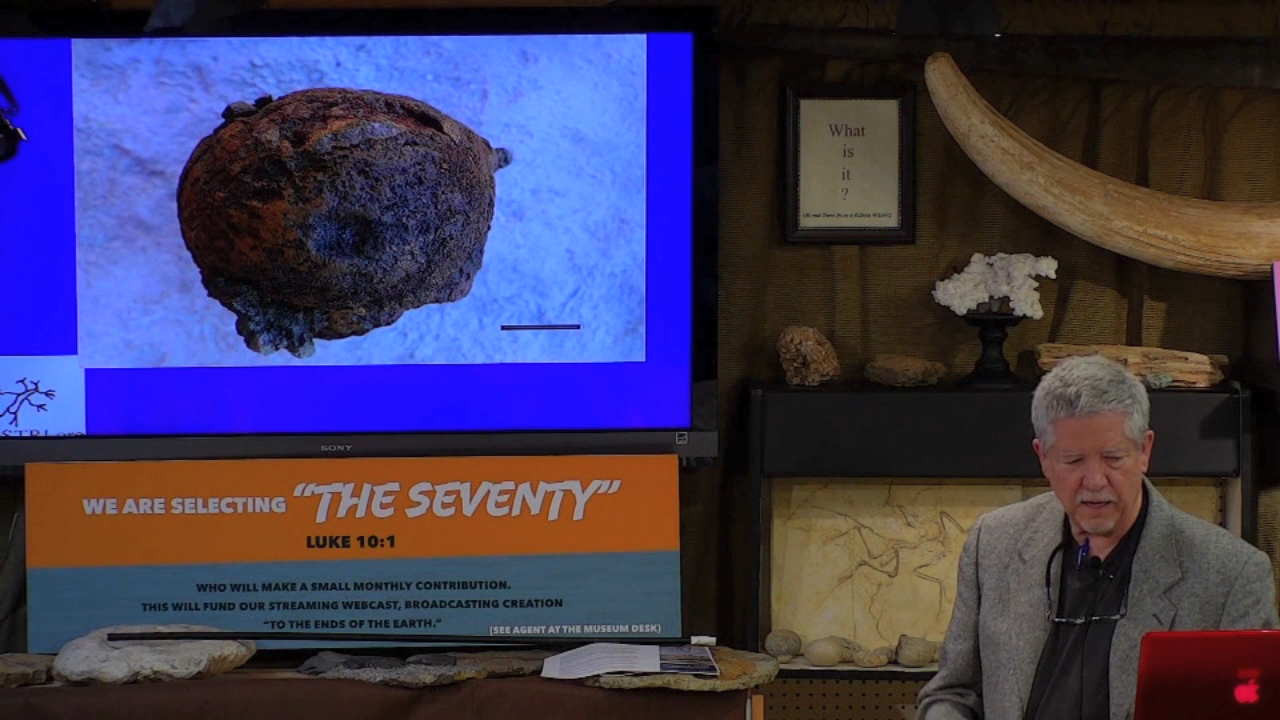 What
is
it
?
SONY
WE ARE SELECTING "THE SEVENTY"
LUKE 10:1
WHO WILL MAKE A SMALL MONTHLY CONTRIBUTION.
THIS WILL FUND OUR STREAMING WEBCAST, BROADCASTING CREATION
"TO THE ENDS OF THE EARTH."
(SEE AGENT AT THE MUSEUM DESK)